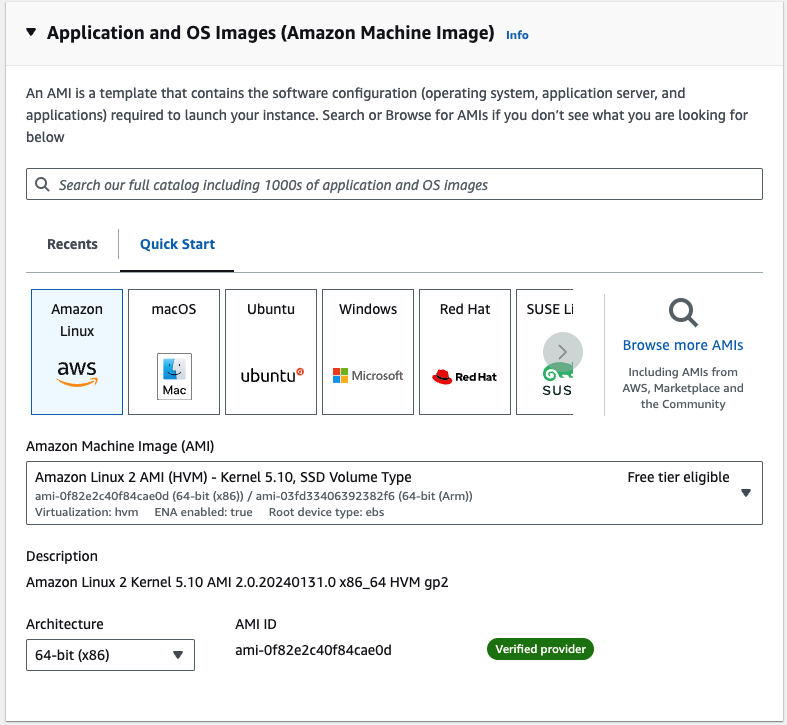 Application and OS Images (Amazon Machine Image) Info
An AMI is a template that contains the software configuration (operating system, application server, and
applications) required to launch your instance. Search or Browse for AMIs if you don’t see what you are looking for
below
Search our full catalog including 1000s of application and OS images
Recents
Quick Start
Amazon
Linux
aws
macOS
Mac
Ubuntu
ubuntu
Windows
Microsoft
Red Hat
Red Hat
SUSE Li
SUS
Browse more AMIs
Including AMIs from
AWS, Marketplace and
the Community
Amazon Machine Image (AMI)
Amazon Linux 2 AMI (HVM) - Kernel 5.10, SSD Volume Type
Free tier eligible
ami-0f82e2c40f84cae0d (64-bit (x86)) / ami-03fd33406392382f6 (64-bit (Arm))
Virtualization: hvm ENA enabled: true Root device type: ebs
Description
Amazon Linux 2 Kernel 5.10 AMI 2.0.20240131.0 x86_64 HVM gp2
Architecture
64-bit (x86)
AMI ID
ami-0f82e2c40f84cae0d
Verified provider